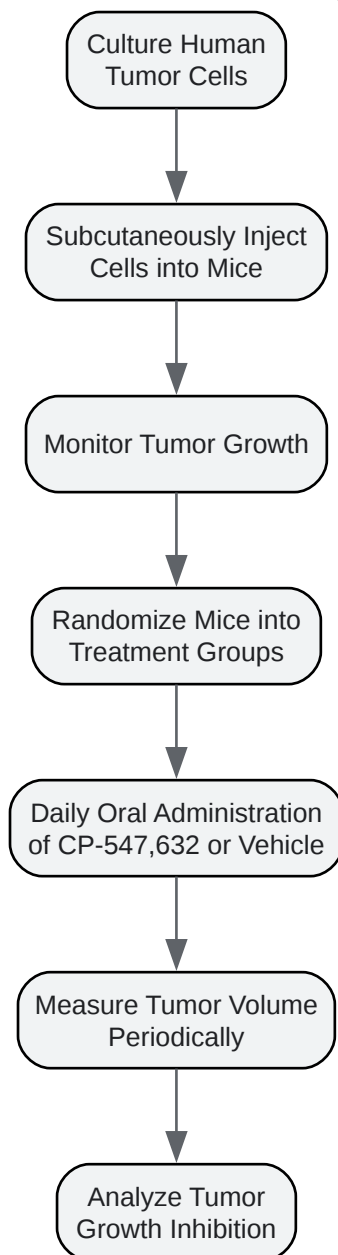 Culture Human
Tumor Cells
Subcutaneously Inject
Cells into Mice
Monitor Tumor Growth
Randomize Mice into
Treatment Groups
Daily Oral Administration
of CP-547,632 or Vehicle
Measure Tumor Volume
Periodically
Analyze Tumor
Growth Inhibition